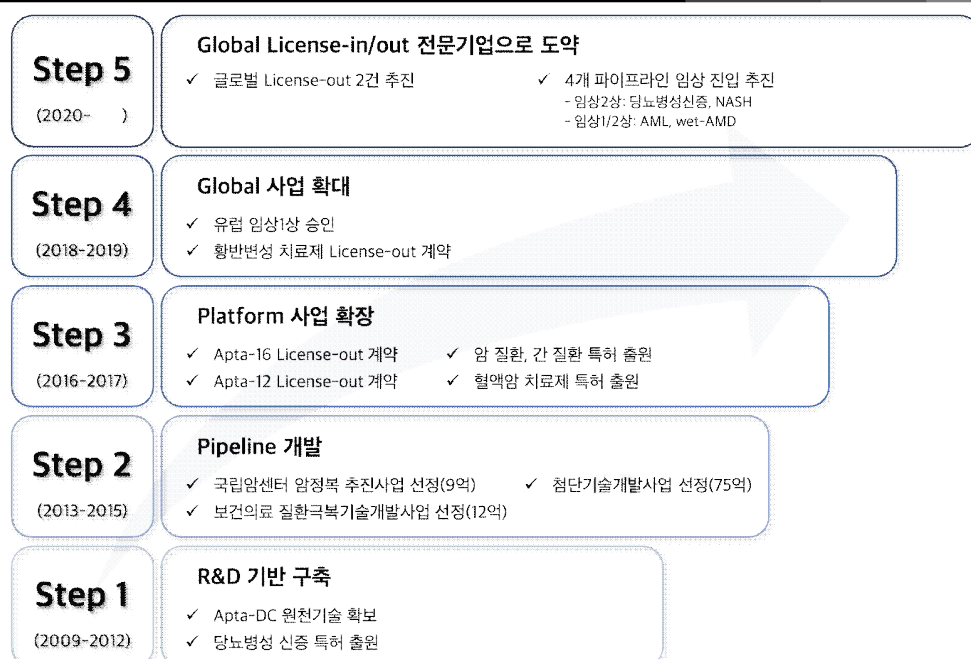 Step 5
(2020-      )
Global License-in/out 전문기업으로 도약
✓ 글로벌 License-out 2건 추진
✓ 4개 파이프라인 임상 진입 추진
- 임상2상: 당뇨병성신증, NASH
- 임상1/2상: AML, wet-AMD
Step 4
(2018-2019)
Global 사업 확대
✓ 유럽 임상1상 승인
✓ 황반변성 치료제 License-out 계약
Step 3
(2016-2017)
Platform 사업 확장
✓ Apta-16 License-out 계약
✓ 암 질환, 간 질환 특허 출원
✓ Apta-12 License-out 계약
✓ 혈액암 치료제 특허 출원
Step 2
(2013-2015)
Pipeline 개발
✓ 국립암센터 암정복 추진사업 선정(9억)
✓ 첨단기술개발사업 선정(75억)
✓ 보건의료 질환극복기술개발사업 선정(12억)
Step 1
(2009-2012)
R&D 기반 구축
✓ Apta-DC 원천기술 확보
✓ 당뇨병성 신증 특허 출원